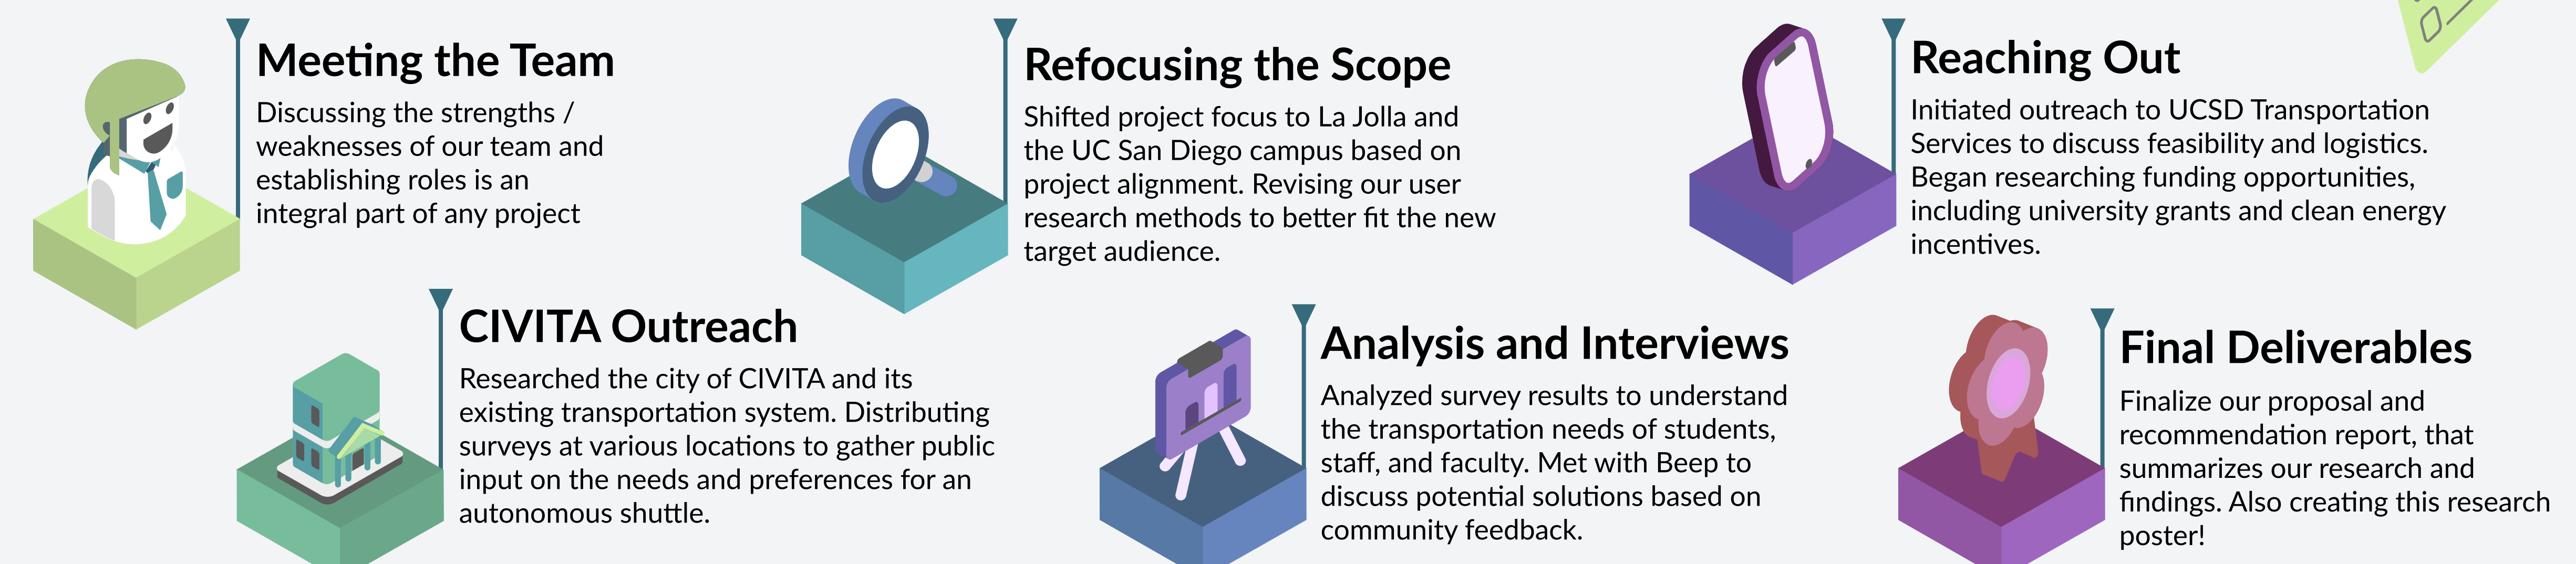 Meeting the Team
Discussing the strengths /
weaknesses of our team and
establishing roles is an
integral part of any project
CIVITA Outreach
Researched the city of CIVITA and its
existing transportation system. Distributing
surveys at various locations to gather public
input on the needs and preferences for an
autonomous shuttle.
Refocusing the Scope
Shifted project focus to La Jolla and
the UC San Diego campus based on
project alignment. Revising our user
research methods to better fit the new
target audience.
Analysis and Interviews
Analyzed survey results to understand
the transportation needs of students,
staff, and faculty. Met with Beep to
discuss potential solutions based on
community feedback.
Reaching Out
Initiated outreach to UCSD Transportation
Services to discuss feasibility and logistics.
Began researching funding opportunities,
including university grants and clean energy
incentives.
Final Deliverables
Finalize our proposal and
recommendation report, that
summarizes our research and
findings. Also creating this research
poster!